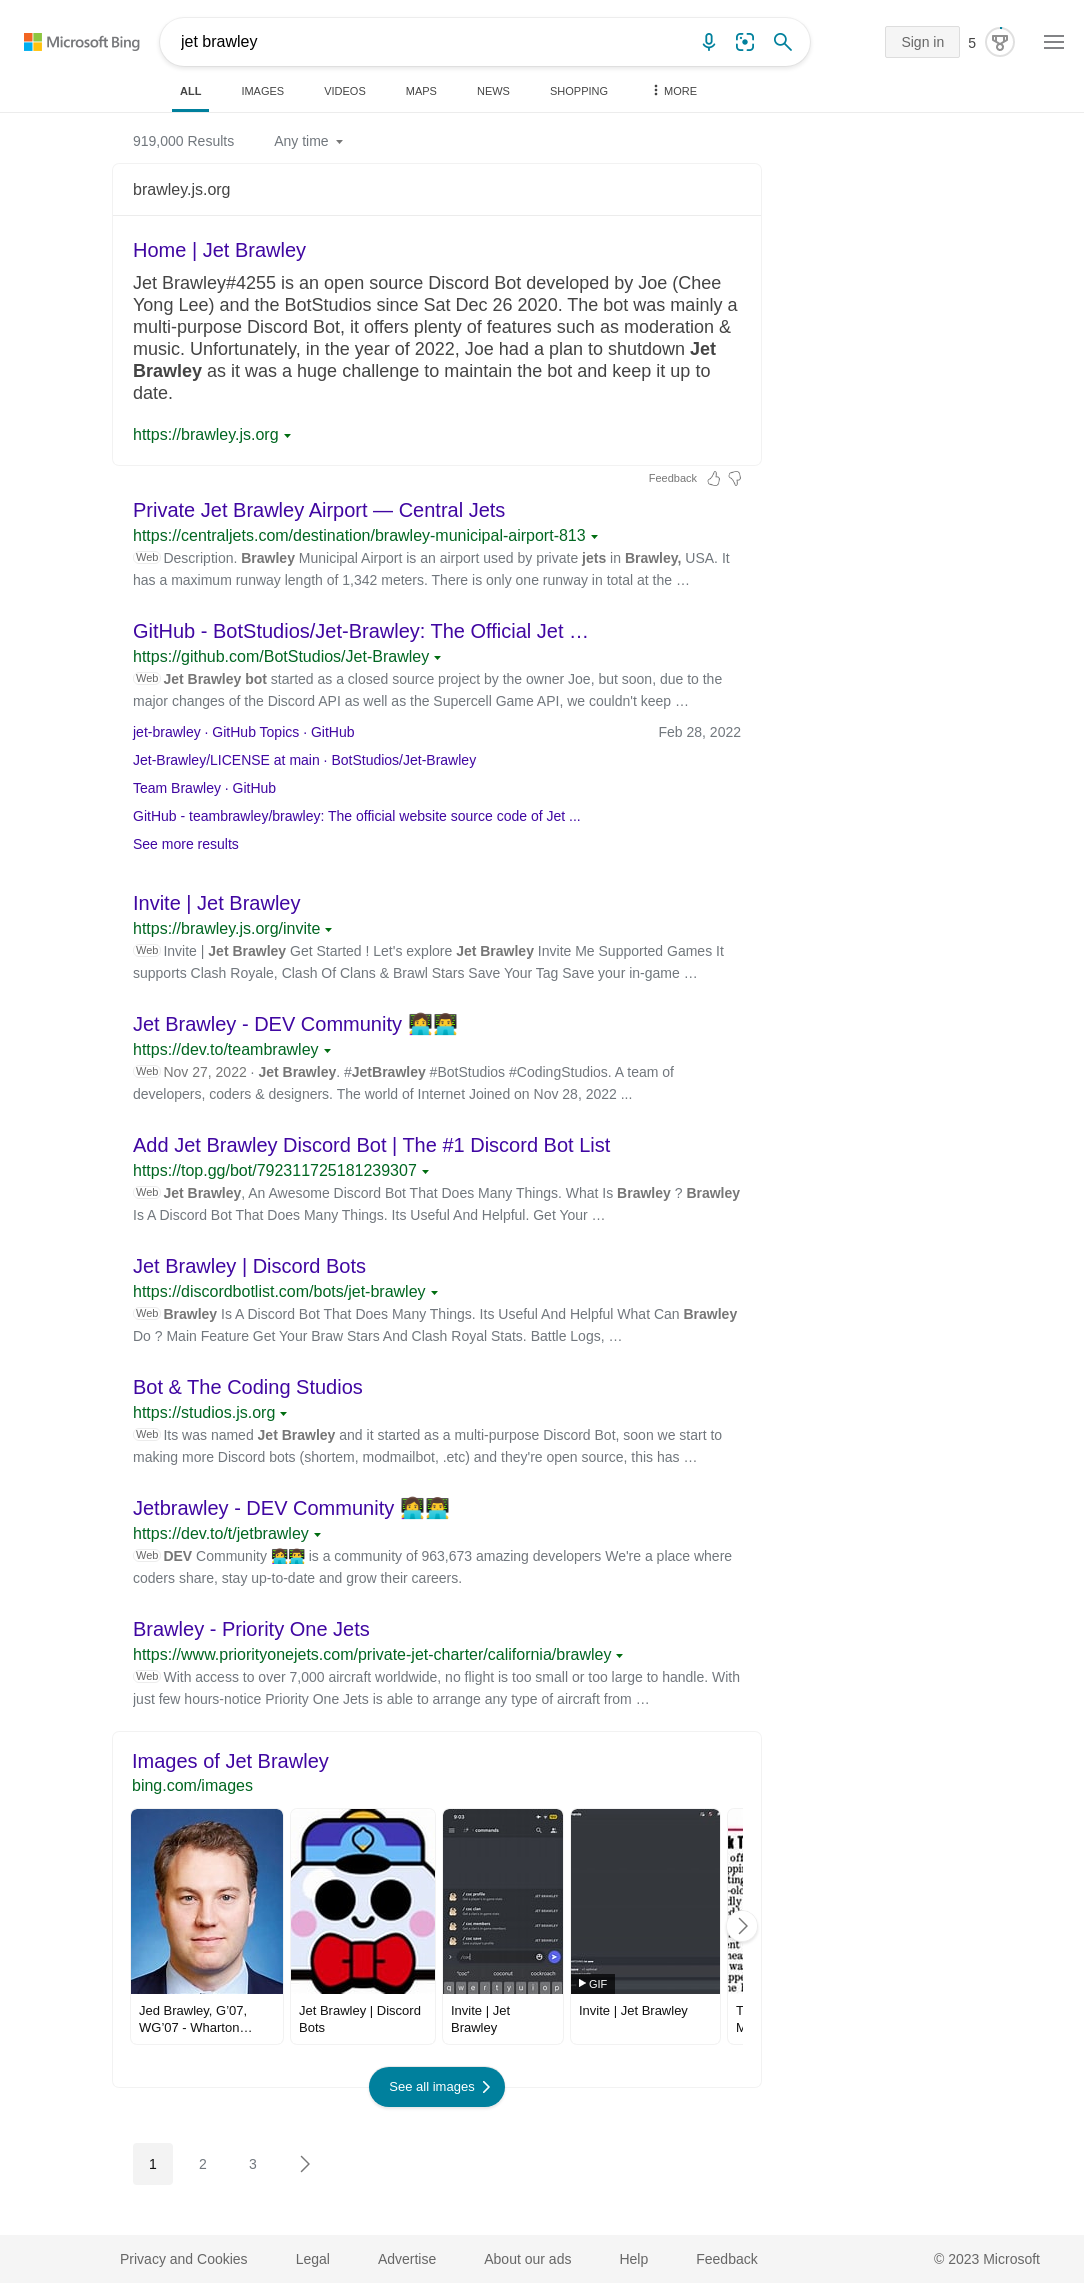 Microsoft Bing
jet brawley
Sign in
5
ALL
IMAGES
VIDEOS
MAPS
NEWS
SHOPPING
MORE
919,000 Results
Any time
brawley.js.org
Home | Jet Brawley
Jet Brawley#4255 is an open source Discord Bot developed by Joe (Chee
Yong Lee) and the BotStudios since Sat Dec 26 2020. The bot was mainly a
multi-purpose Discord Bot, it offers plenty of features such as moderation &
music. Unfortunately, in the year of 2022, Joe had a plan to shutdown Jet
Brawley as it was a huge challenge to maintain the bot and keep it up to
date.
https://brawley.js.org
Feedback
Private Jet Brawley Airport — Central Jets
https://centraljets.com/destination/brawley-municipal-airport-813
Web Description. Brawley Municipal Airport is an airport used by private jets in Brawley, USA. It
has a maximum runway length of 1,342 meters. There is only one runway in total at the …
GitHub - BotStudios/Jet-Brawley: The Official Jet …
https://github.com/BotStudios/Jet-Brawley
Web Jet Brawley bot started as a closed source project by the owner Joe, but soon, due to the
major changes of the Discord API as well as the Supercell Game API, we couldn't keep …
jet-brawley · GitHub Topics · GitHub
Feb 28, 2022
Jet-Brawley/LICENSE at main · BotStudios/Jet-Brawley
Team Brawley · GitHub
GitHub - teambrawley/brawley: The official website source code of Jet ...
See more results
Invite | Jet Brawley
https://brawley.js.org/invite
Web Invite | Jet Brawley Get Started ! Let's explore Jet Brawley Invite Me Supported Games It
supports Clash Royale, Clash Of Clans & Brawl Stars Save Your Tag Save your in-game …
Jet Brawley - DEV Community 👩‍💻👨‍💻
https://dev.to/teambrawley
Web Nov 27, 2022 · Jet Brawley. #JetBrawley #BotStudios #CodingStudios. A team of
developers, coders & designers. The world of Internet Joined on Nov 28, 2022 ...
Add Jet Brawley Discord Bot | The #1 Discord Bot List
https://top.gg/bot/792311725181239307
Web Jet Brawley, An Awesome Discord Bot That Does Many Things. What Is Brawley ? Brawley
Is A Discord Bot That Does Many Things. Its Useful And Helpful. Get Your …
Jet Brawley | Discord Bots
https://discordbotlist.com/bots/jet-brawley
Web Brawley Is A Discord Bot That Does Many Things. Its Useful And Helpful What Can Brawley
Do ? Main Feature Get Your Braw Stars And Clash Royal Stats. Battle Logs, …
Bot & The Coding Studios
https://studios.js.org
Web Its was named Jet Brawley and it started as a multi-purpose Discord Bot, soon we start to
making more Discord bots (shortem, modmailbot, .etc) and they're open source, this has …
Jetbrawley - DEV Community 👩‍💻👨‍💻
https://dev.to/t/jetbrawley
Web DEV Community 👩‍💻👨‍💻 is a community of 963,673 amazing developers We're a place where
coders share, stay up-to-date and grow their careers.
Brawley - Priority One Jets
https://www.priorityonejets.com/private-jet-charter/california/brawley
Web With access to over 7,000 aircraft worldwide, no flight is too small or too large to handle. With
just few hours-notice Priority One Jets is able to arrange any type of aircraft from …
Images of Jet Brawley
bing.com/images
9:03
commands
/ coc profile
/ coc clan
/ coc members
/ coc save
JET BRAWLEY
JET BRAWLEY
JET BRAWLEY
JET BRAWLEY
/coc
"coc" coconut cockroach
q w e r t y u i o p
GIF
Jed Brawley, G'07,
WG'07 - Wharton…
Jet Brawley | Discord
Bots
Invite | Jet
Brawley
Invite | Jet Brawley
See all images
1
2
3
Privacy and Cookies
Legal
Advertise
About our ads
Help
Feedback
© 2023 Microsoft